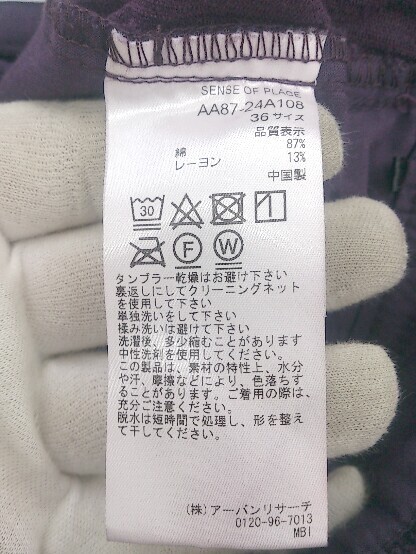 SENSE OF PLACE
AA87-24A108
36 サイズ
品質表示
綿 87%
レーヨン 13%
中国製
30
F W
タンブラー乾燥はお避け下さい
裏返しにしてクリーニングネット
を使用して下さい
単独洗いをして下さい
揉み洗いは避けて下さい
洗濯後、多少縮むことがあります
中性洗剤を使用してください。
この製品は、素材の特性上、水分
や汗、摩擦などにより、色落ちす
ることがあります。ご着用の際は、
充分ご注意ください。
脱水は短時間で処理し、形を整え
て干してください。
(株) アーバンリサーチ
0120-96-7013
MBI